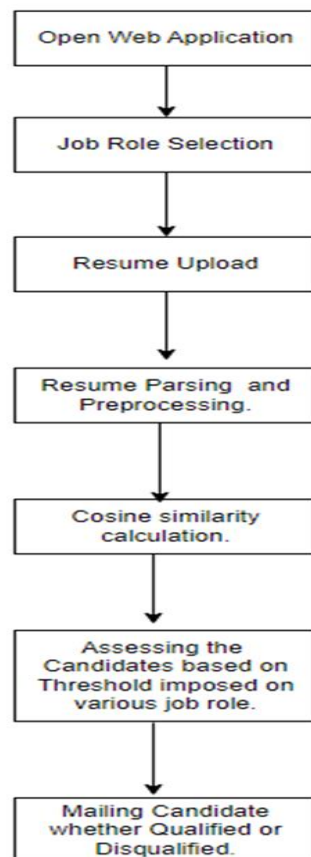 Open Web Application
Job Role Selection
Resume Upload
Resume Parsing and
Preprocessing.
Cosine similarity
calculation.
Assessing the
Candidates based on
Threshold imposed on
various job role.
Mailing Candidate
whether Qualified or
Disqualified.